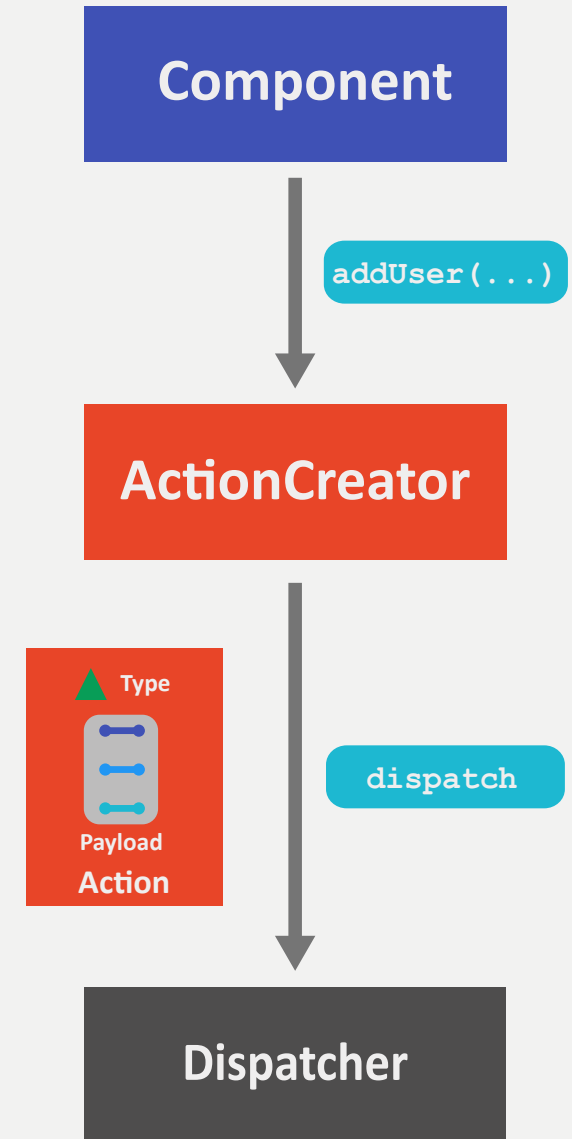 Component
addUser(...)
ActionCreator
Type
Payload
Action
dispatch
Dispatcher